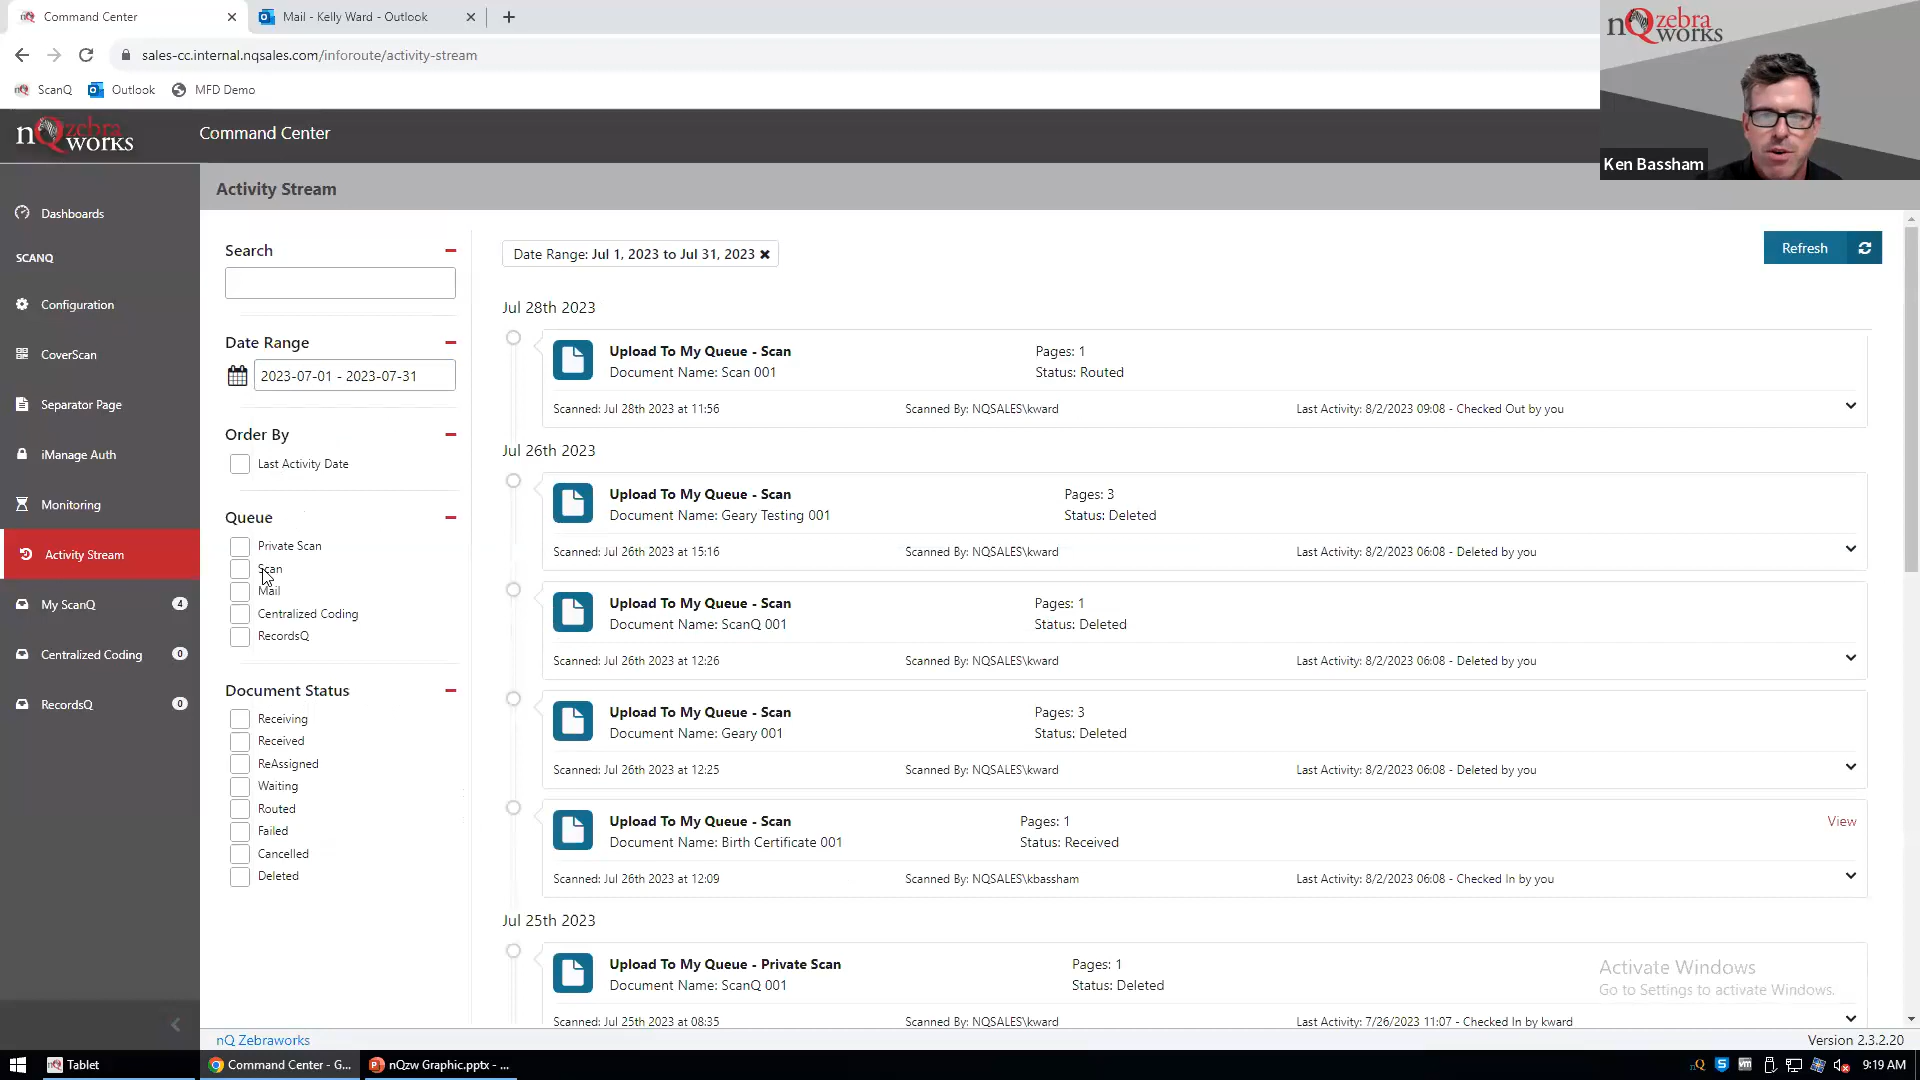 Command Center
Mail - Kelly Ward - Outlook
sales-cc.internal.nqsales.com/inforoute/activity-stream
ScanQ
Outlook
MFD Demo
nQ zebra works
Ken Bassham
nQ zebra works
Command Center
Activity Stream
Dashboards
SCANQ
Configuration
CoverScan
Separator Page
iManage Auth
Monitoring
Activity Stream
My ScanQ 4
Centralized Coding 0
RecordsQ 0
Search
Date Range
2023-07-01 - 2023-07-31
Order By
Last Activity Date
Queue
Private Scan
Scan
Mail
Centralized Coding
RecordsQ
Document Status
Receiving
Received
ReAssigned
Waiting
Routed
Failed
Cancelled
Deleted
Date Range: Jul 1, 2023 to Jul 31, 2023
Refresh
Jul 28th 2023
Upload To My Queue - Scan Pages: 1
Document Name: Scan 001 Status: Routed
Scanned: Jul 28th 2023 at 11:56 Scanned By: NQSALES\kward Last Activity: 8/2/2023 09:08 - Checked Out by you
Jul 26th 2023
Upload To My Queue - Scan Pages: 3
Document Name: Geary Testing 001 Status: Deleted
Scanned: Jul 26th 2023 at 15:16 Scanned By: NQSALES\kward Last Activity: 8/2/2023 06:08 - Deleted by you
Upload To My Queue - Scan Pages: 1
Document Name: ScanQ 001 Status: Deleted
Scanned: Jul 26th 2023 at 12:26 Scanned By: NQSALES\kward Last Activity: 8/2/2023 06:08 - Deleted by you
Upload To My Queue - Scan Pages: 3
Document Name: Geary 001 Status: Deleted
Scanned: Jul 26th 2023 at 12:25 Scanned By: NQSALES\kward Last Activity: 8/2/2023 06:08 - Deleted by you
Upload To My Queue - Scan Pages: 1 View
Document Name: Birth Certificate 001 Status: Received
Scanned: Jul 26th 2023 at 12:09 Scanned By: NQSALES\kbassham Last Activity: 8/2/2023 06:08 - Checked In by you
Jul 25th 2023
Upload To My Queue - Private Scan Pages: 1
Document Name: ScanQ 001 Status: Deleted
Scanned: Jul 25th 2023 at 08:35 Scanned By: NQSALES\kward Last Activity: 7/26/2023 11:07 - Checked In by kward
Activate Windows
Go to Settings to activate Windows.
nQ Zebraworks
Version 2.3.2.20
Tablet
Command Center - G...
nQzw Graphic.pptx - ...
9:19 AM